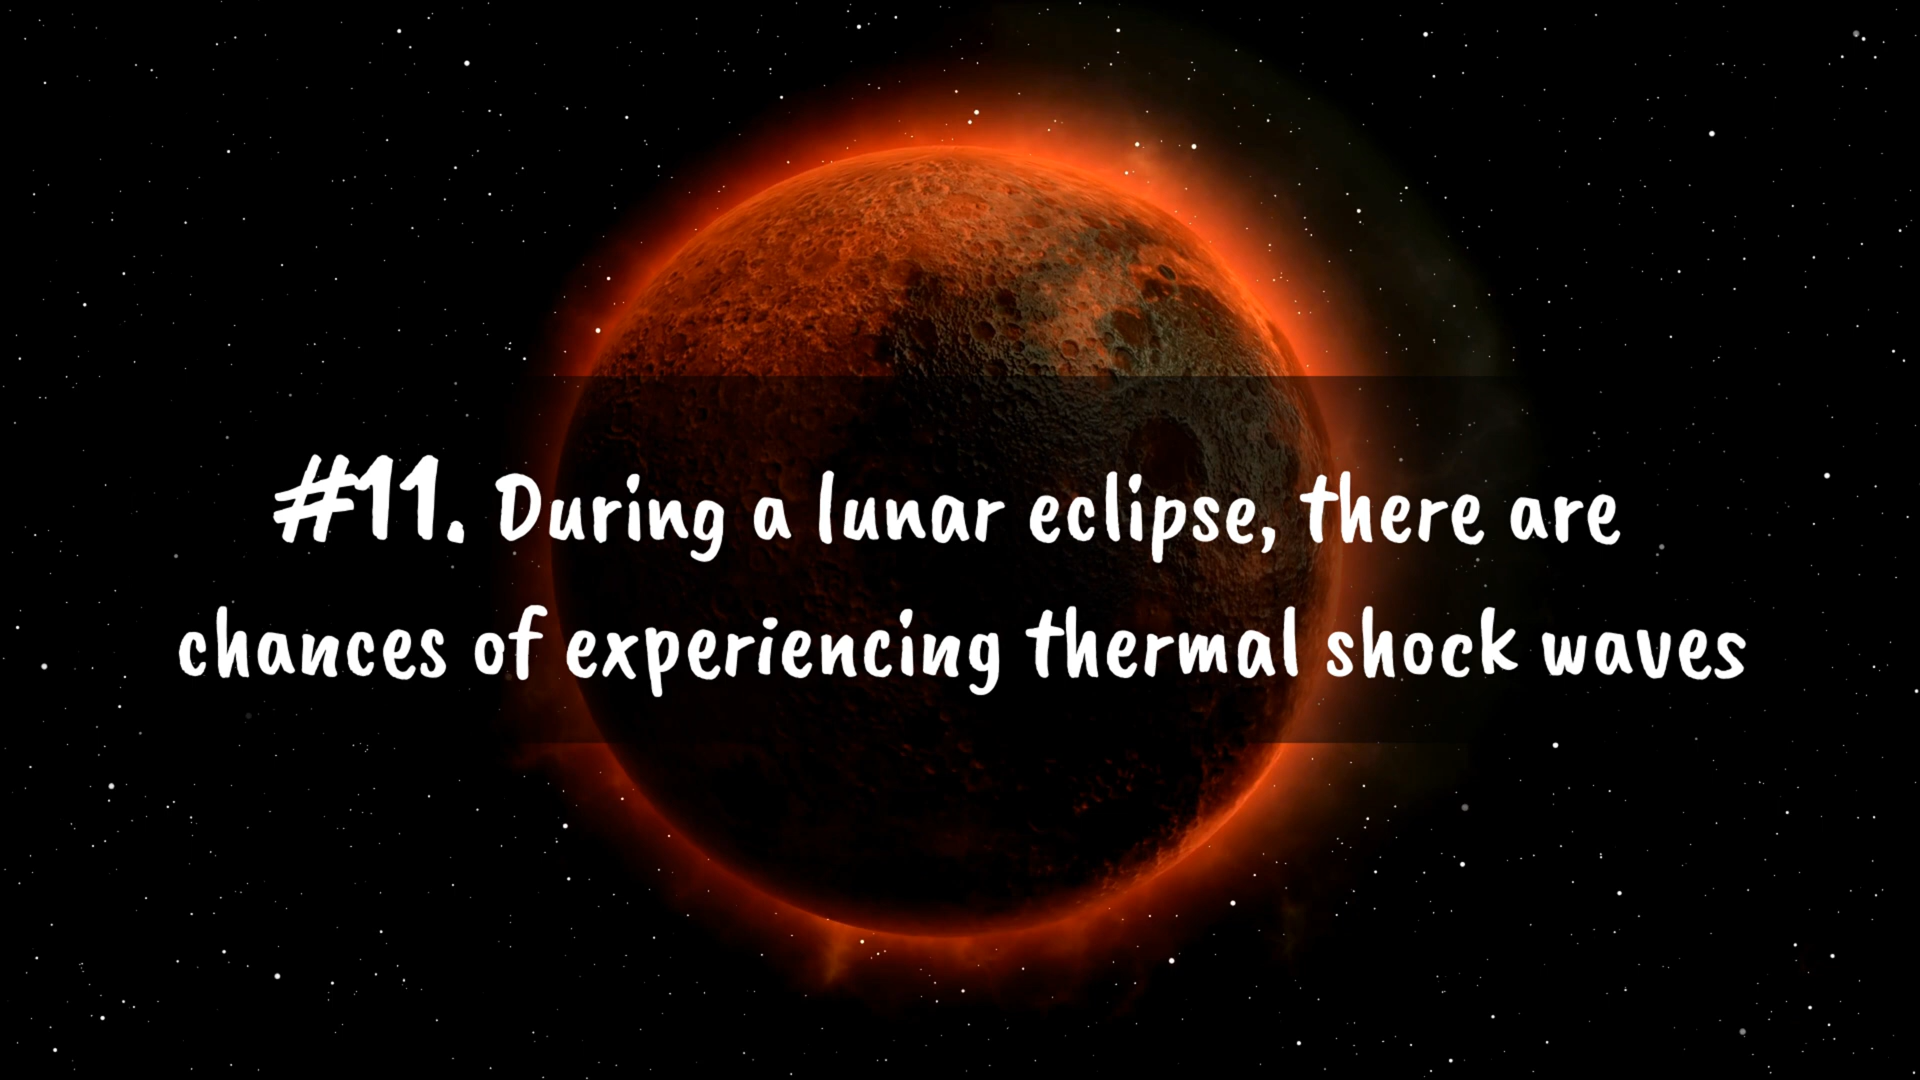 #11. During a lunar eclipse, there are
chances of experiencing thermal shock waves